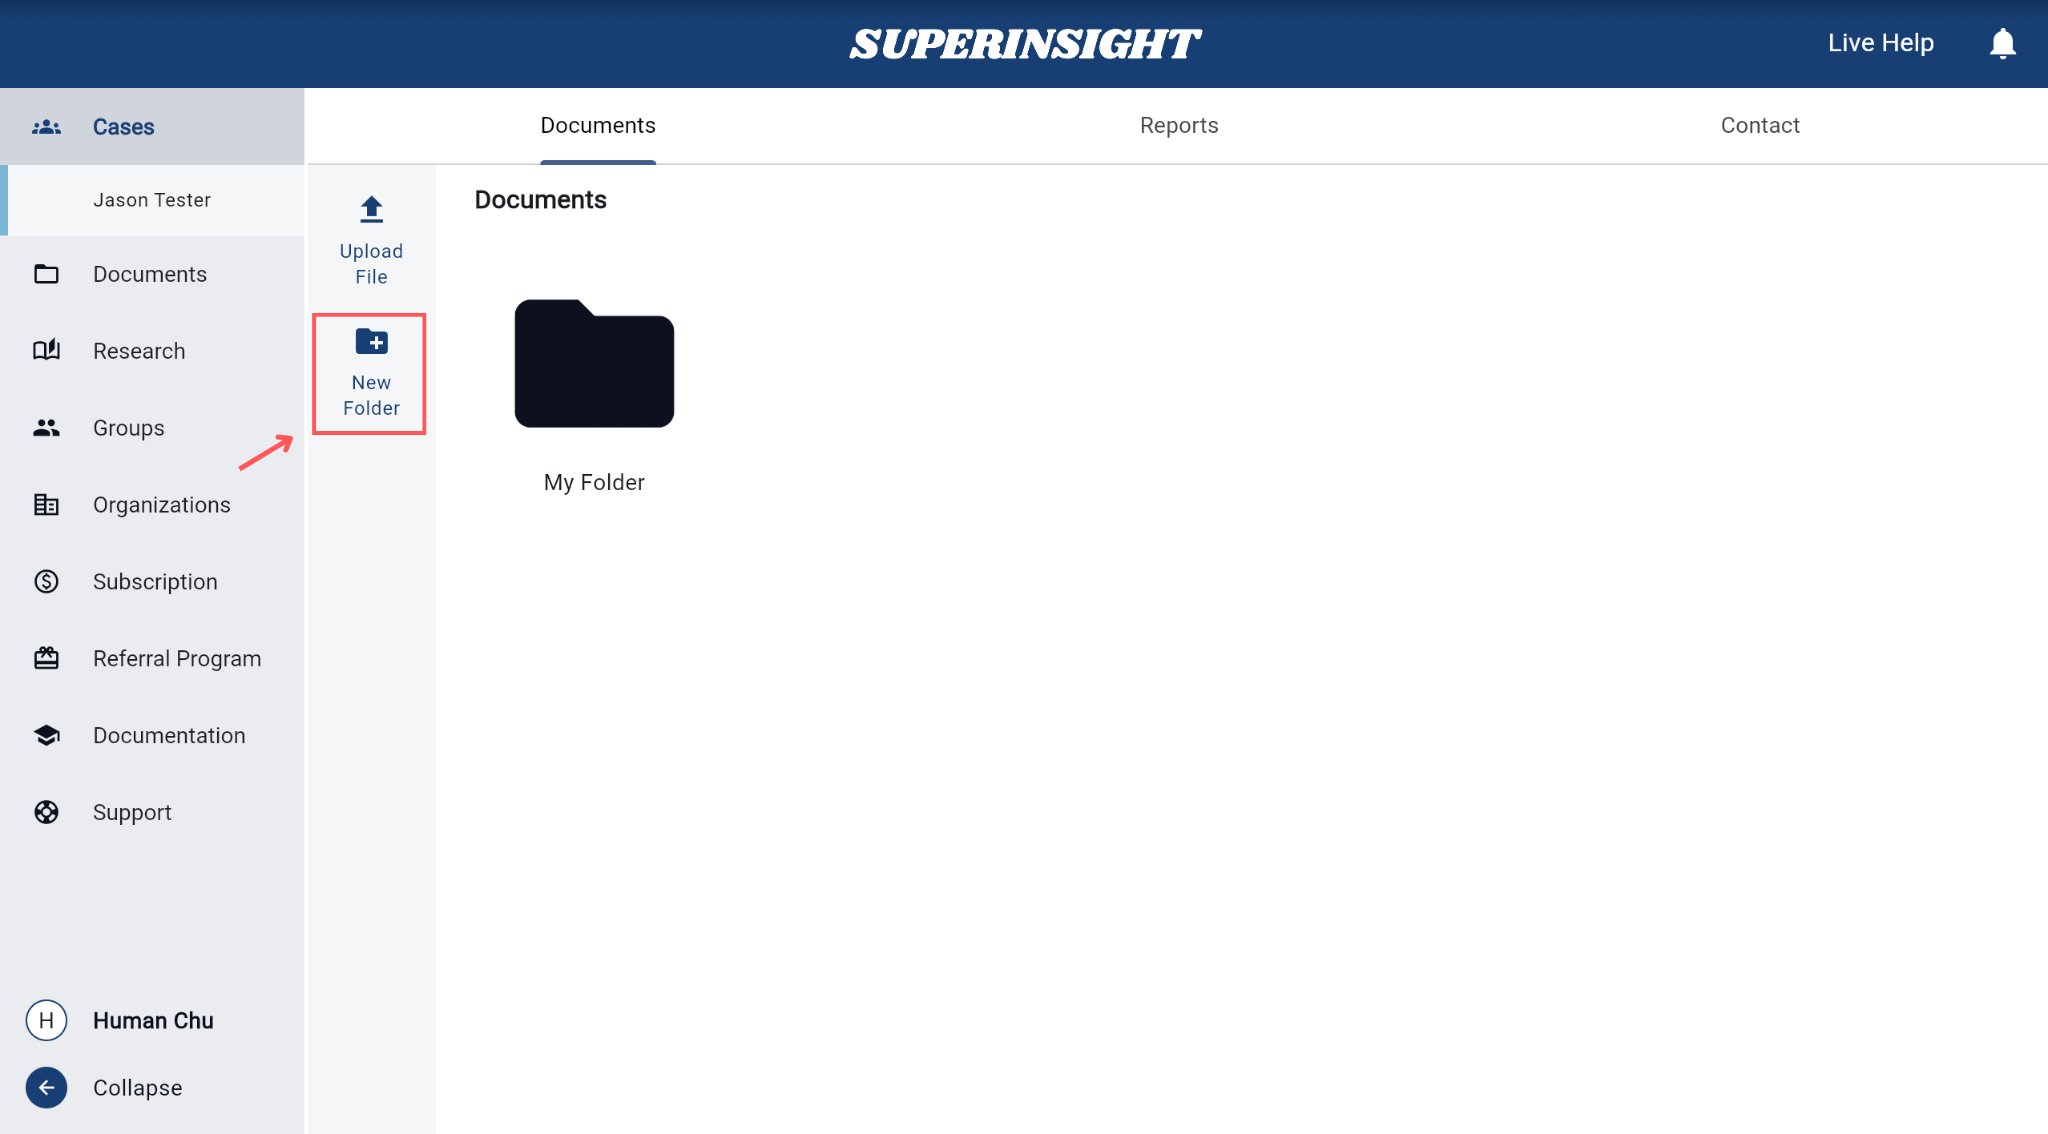 SUPERINSIGHT
Live Help
Cases
Jason Tester
Documents
Research
Groups
Organizations
Subscription
Referral Program
Documentation
Support
H
Human Chu
Collapse
Documents
Reports
Contact
Upload
File
New
Folder
Documents
My Folder